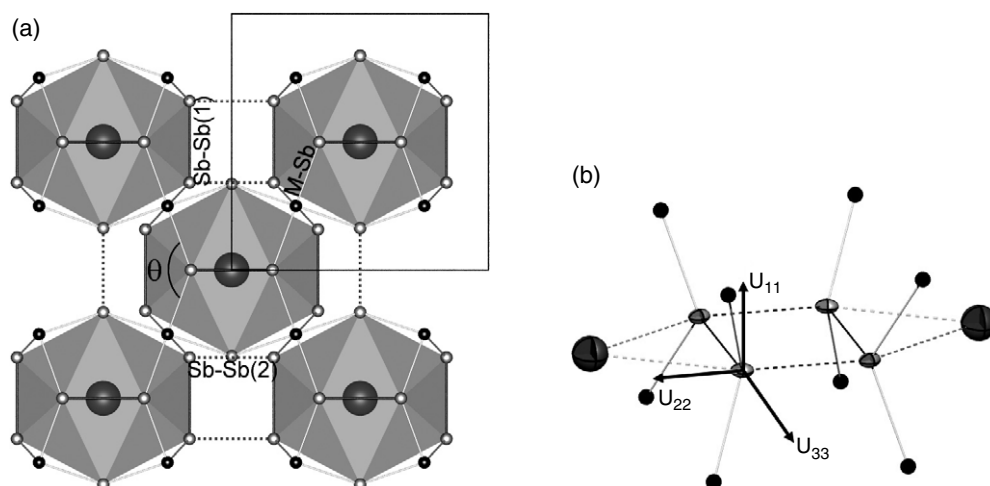 (a)
Sb-Sb(1)
M-Sb
θ
Sb-Sb(2)
(b)
U11
U22
U33